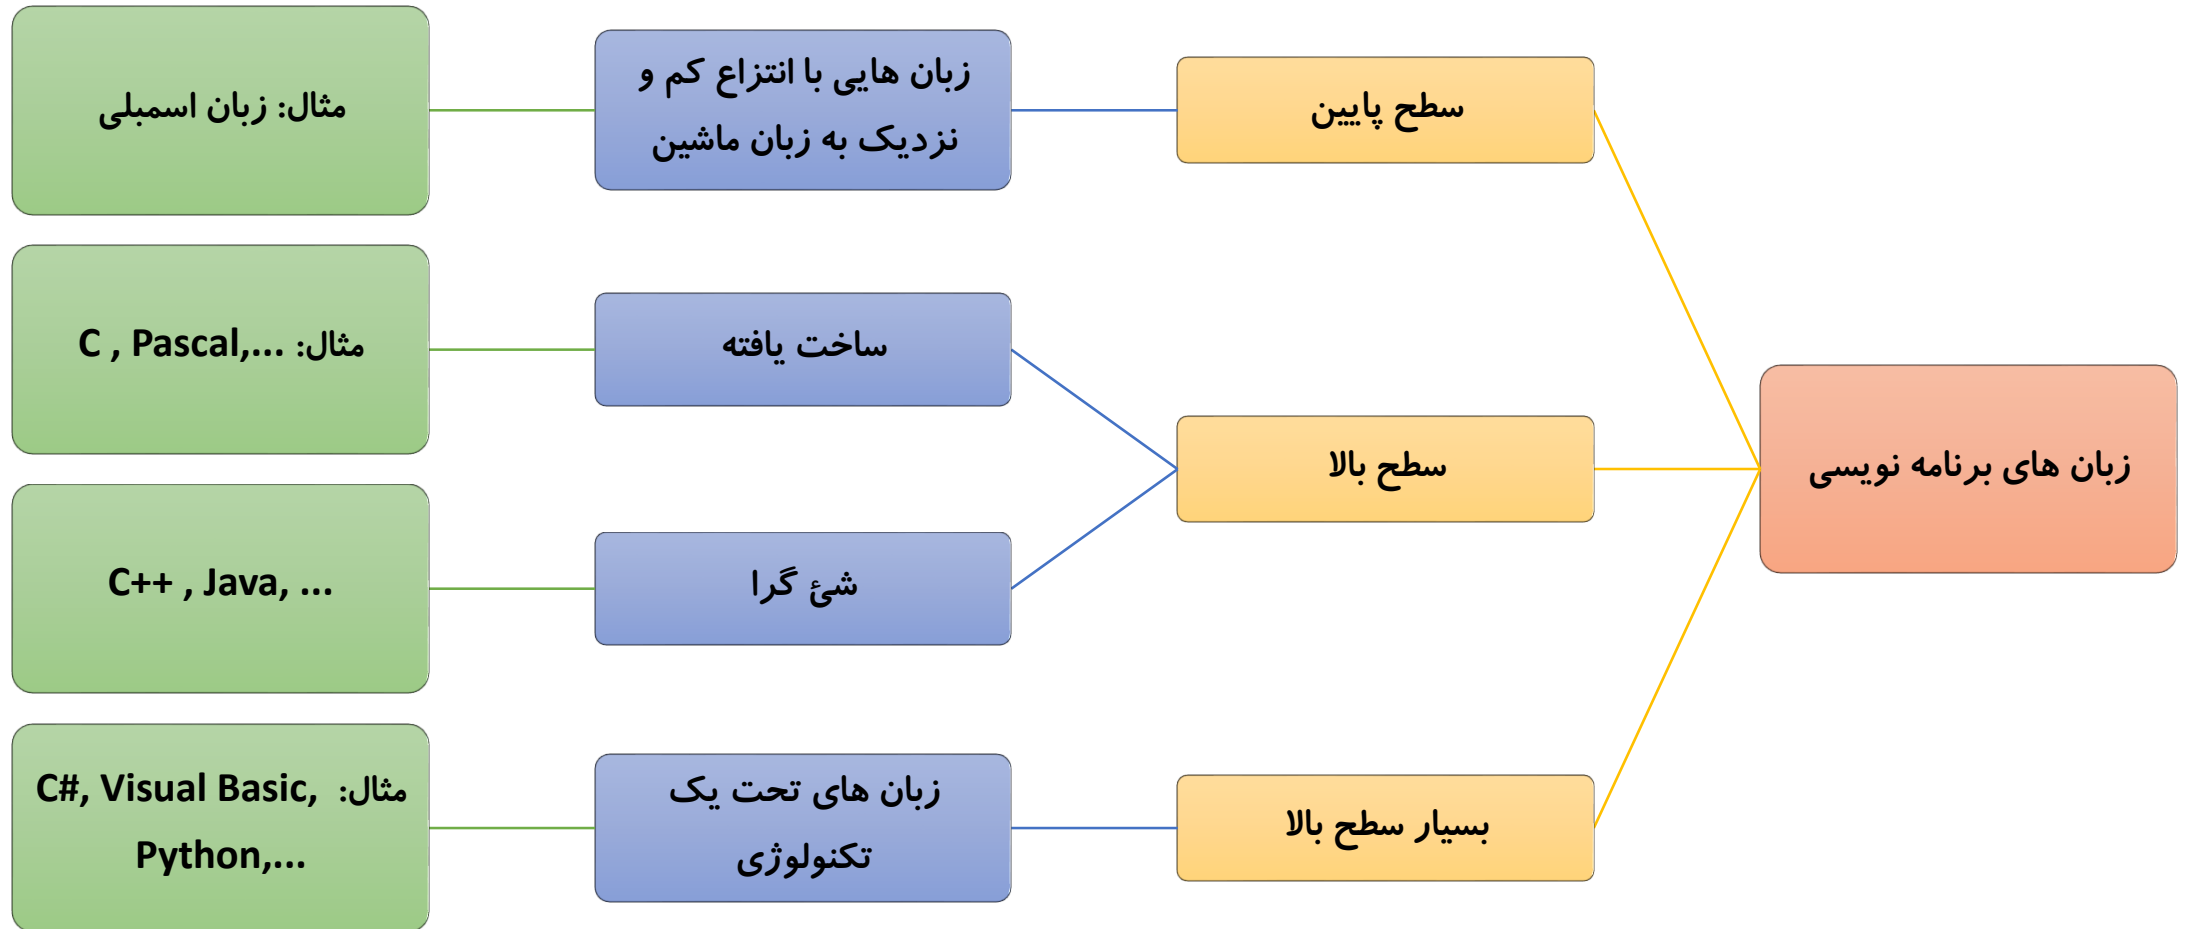 زبان های برنامه نویسی
سطح پایین
زبان هایی با انتزاع کم و
نزدیک به زبان ماشین
مثال: زبان اسمبلی
سطح بالا
ساخت یافته
مثال: C , Pascal,...
شئ گرا
C++ , Java, ...
بسیار سطح بالا
زبان های تحت یک
تکنولوژی
مثال: C#, Visual Basic,
Python,...